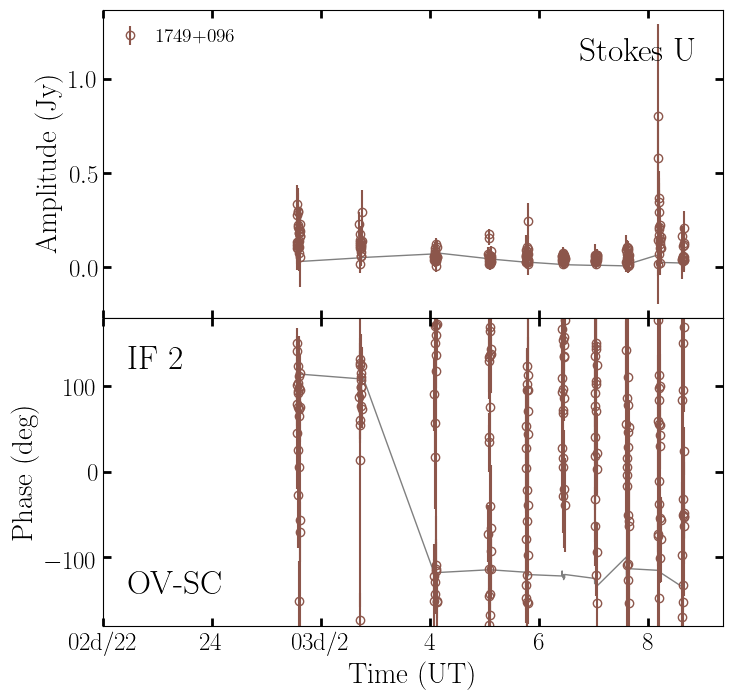 1749+096
Stokes U
Amplitude (Jy)
1.0
0.5
0.0
IF 2
Phase (deg)
100
0
−100
OV-SC
02d/22 24 03d/2 4 6 8
Time (UT)